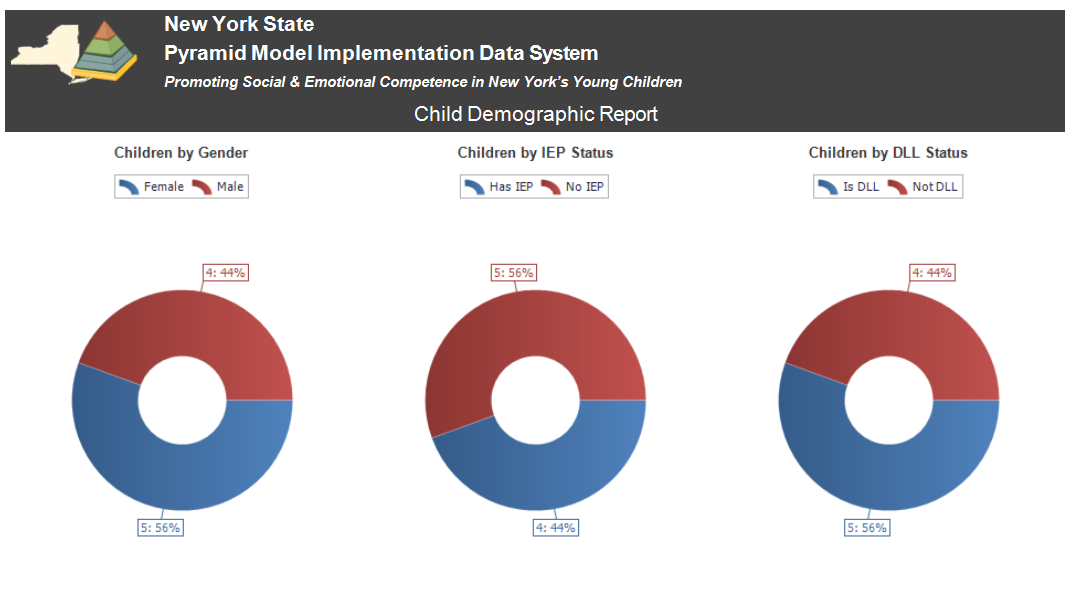 New York State
Pyramid Model Implementation Data System
Promoting Social & Emotional Competence in New York's Young Children
Child Demographic Report
Children by Gender
Female Male
4: 44%
5: 56%
Children by IEP Status
Has IEP No IEP
5: 56%
4: 44%
Children by DLL Status
Is DLL Not DLL
4: 44%
5: 56%